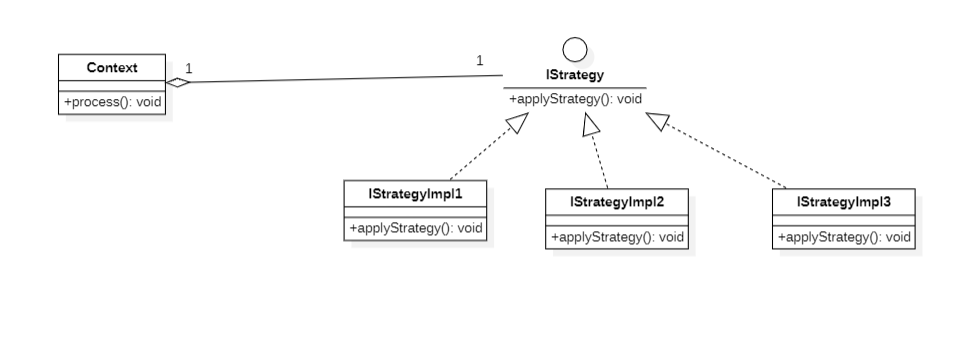 Context
+process(): void
1
1
IStrategy
+applyStrategy(): void
IStrategyImpl1
+applyStrategy(): void
IStrategyImpl2
+applyStrategy(): void
IStrategyImpl3
+applyStrategy(): void